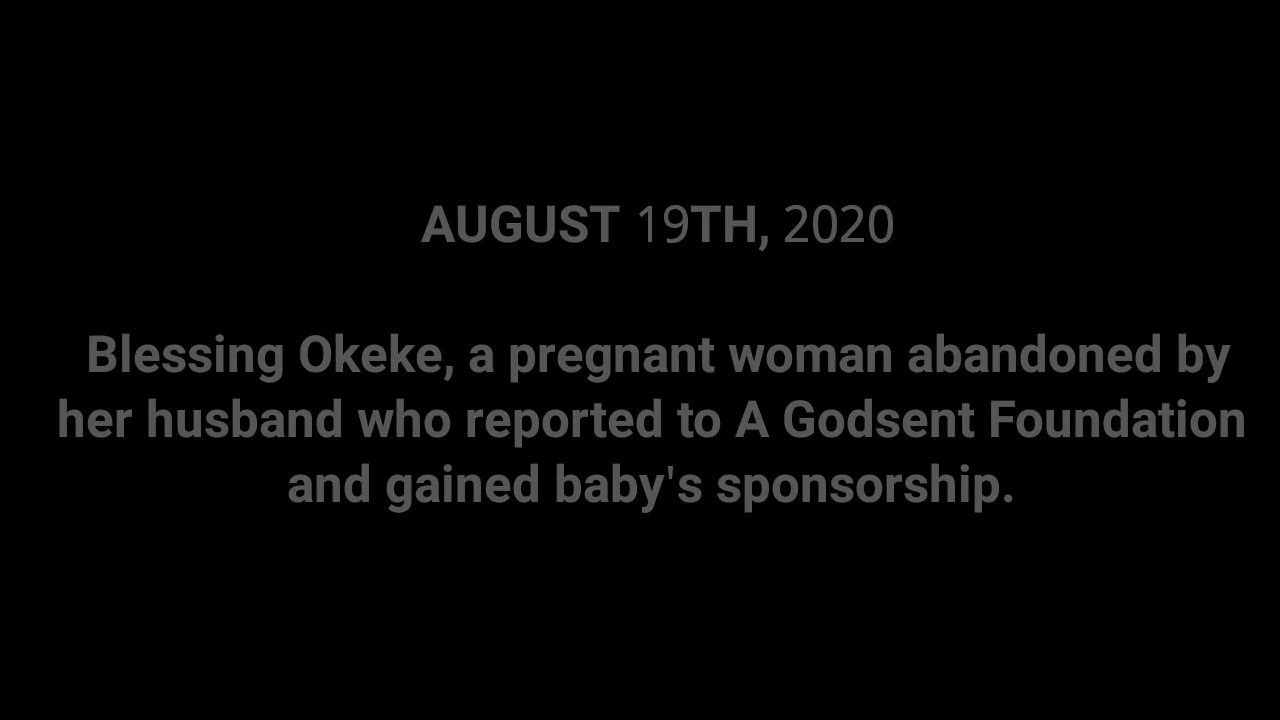 AUGUST 19TH, 2020
Blessing Okeke, a pregnant woman abandoned by
her husband who reported to A Godsent Foundation
and gained baby's sponsorship.